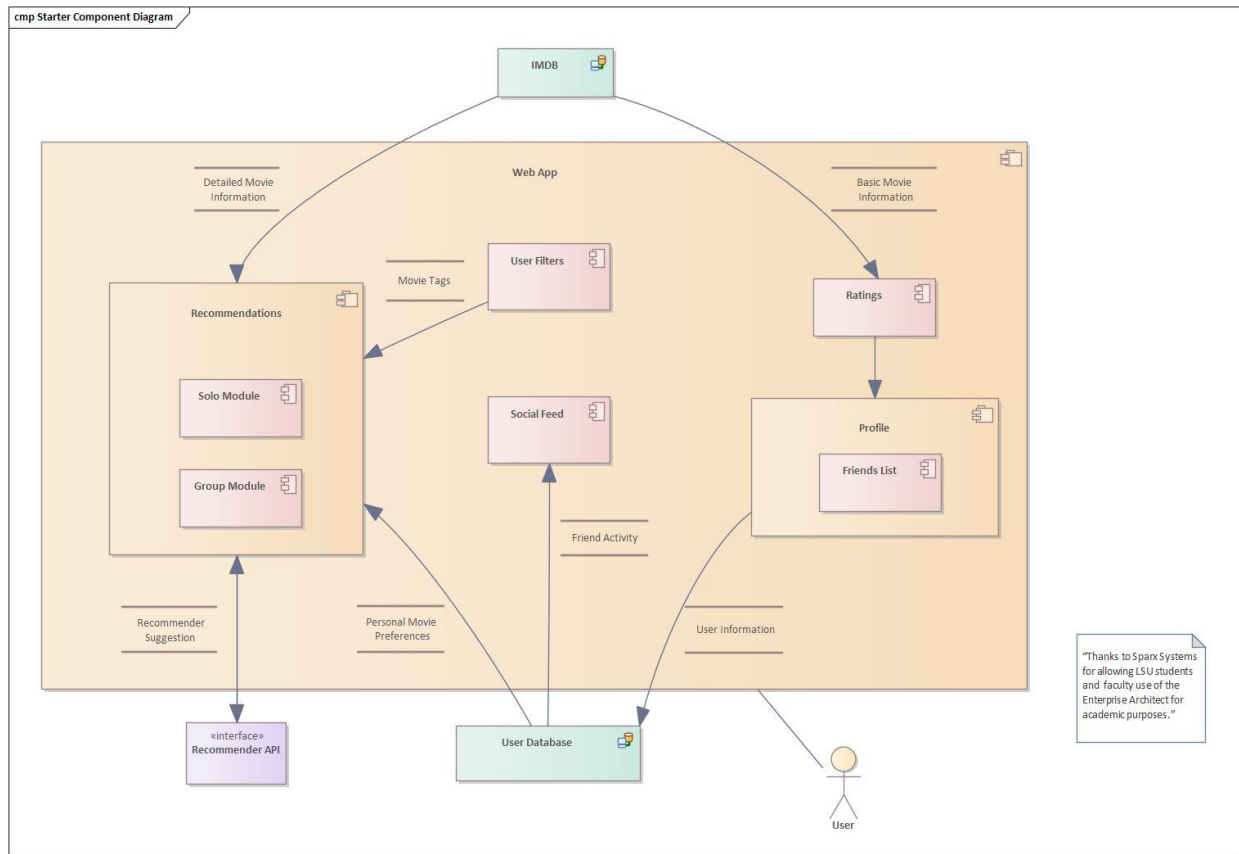 cmp Starter Component Diagram
IMDB
Web App
Detailed Movie
Information
Basic Movie
Information
User Filters
Movie Tags
Ratings
Recommendations
Solo Module
Social Feed
Profile
Friends List
Group Module
Friend Activity
Recommender
Suggestion
Personal Movie
Preferences
User Information
"Thanks to Sparx Systems
for allowing LSU students
and faculty use of the
Enterprise Architect for
academic purposes."
«interface»
Recommender API
User Database
User